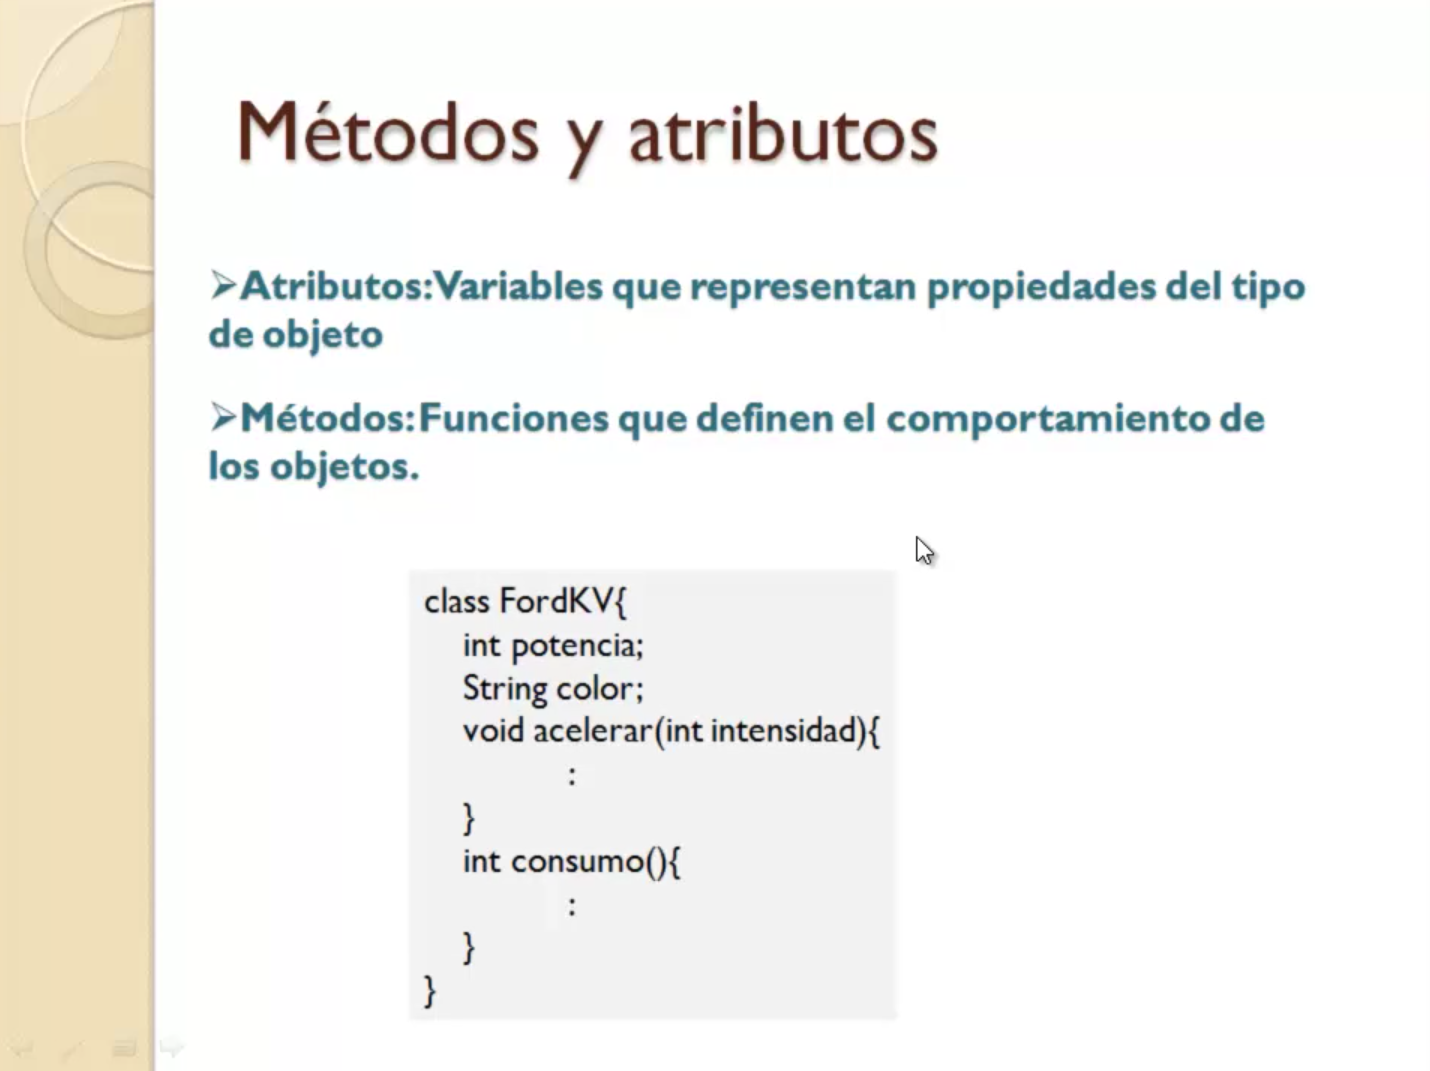 Métodos y atributos
➢Atributos:Variables que representan propiedades del tipo
de objeto
➢Métodos:Funciones que definen el comportamiento de
los objetos.
class FordKV{
int potencia;
String color;
void acelerar(int intensidad){
:
}
int consumo(){
:
}
}